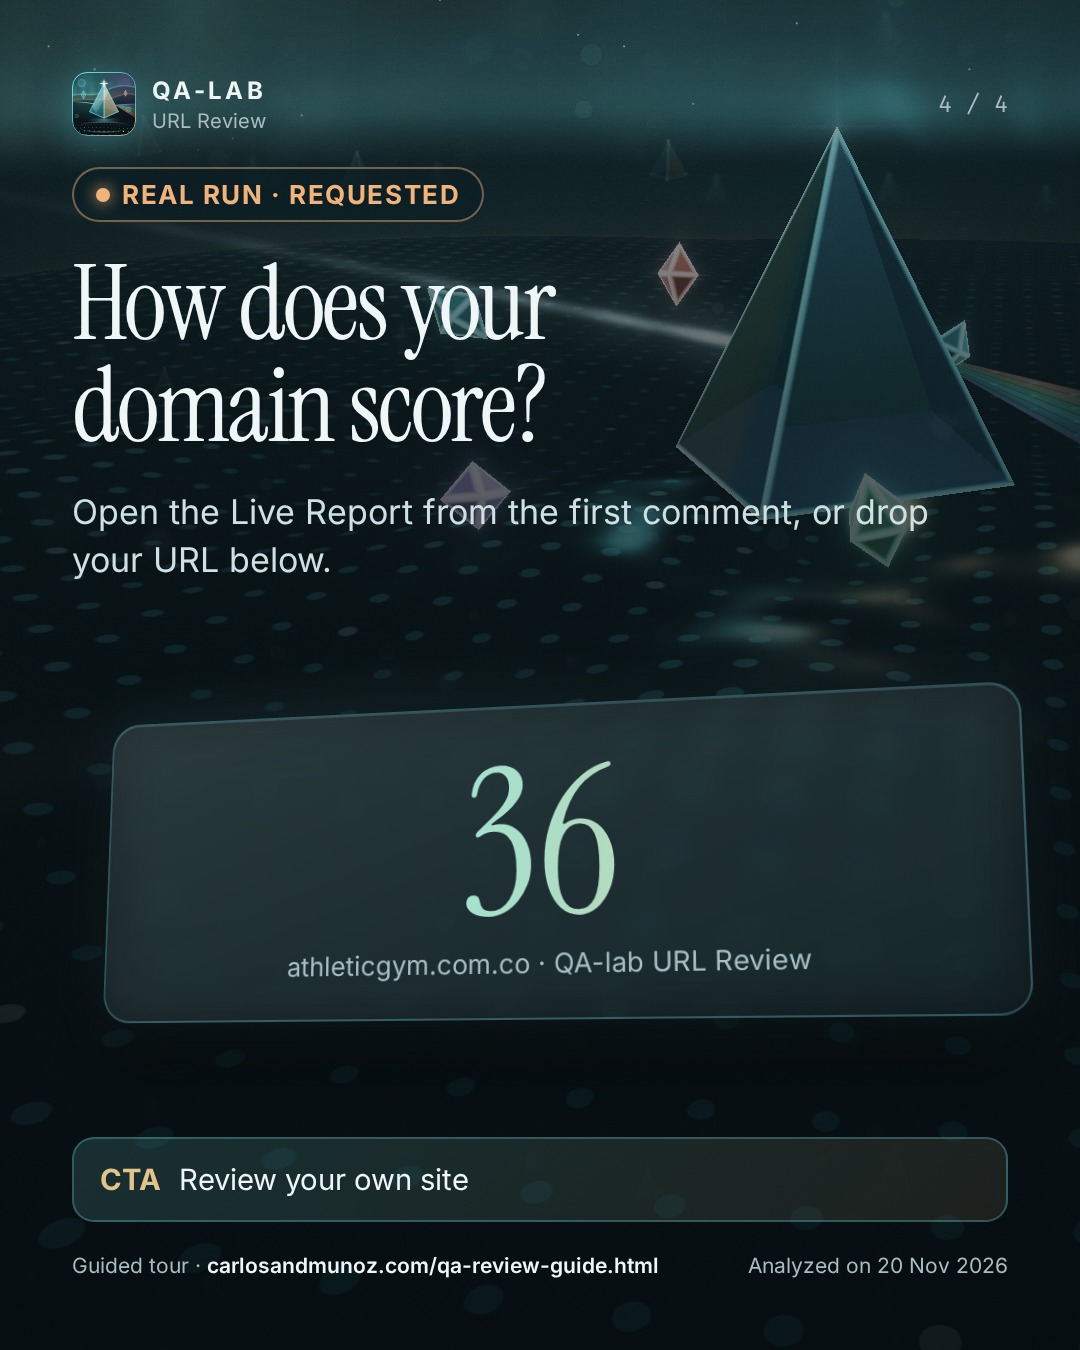 QA-LAB
URL Review
4 / 4
REAL RUN · REQUESTED
How does your
domain score?
Open the Live Report from the first comment, or drop
your URL below.
36
athleticgym.com.co · QA-lab URL Review
CTA Review your own site
Guided tour · carlosandmunoz.com/qa-review-guide.html
Analyzed on 20 Nov 2026